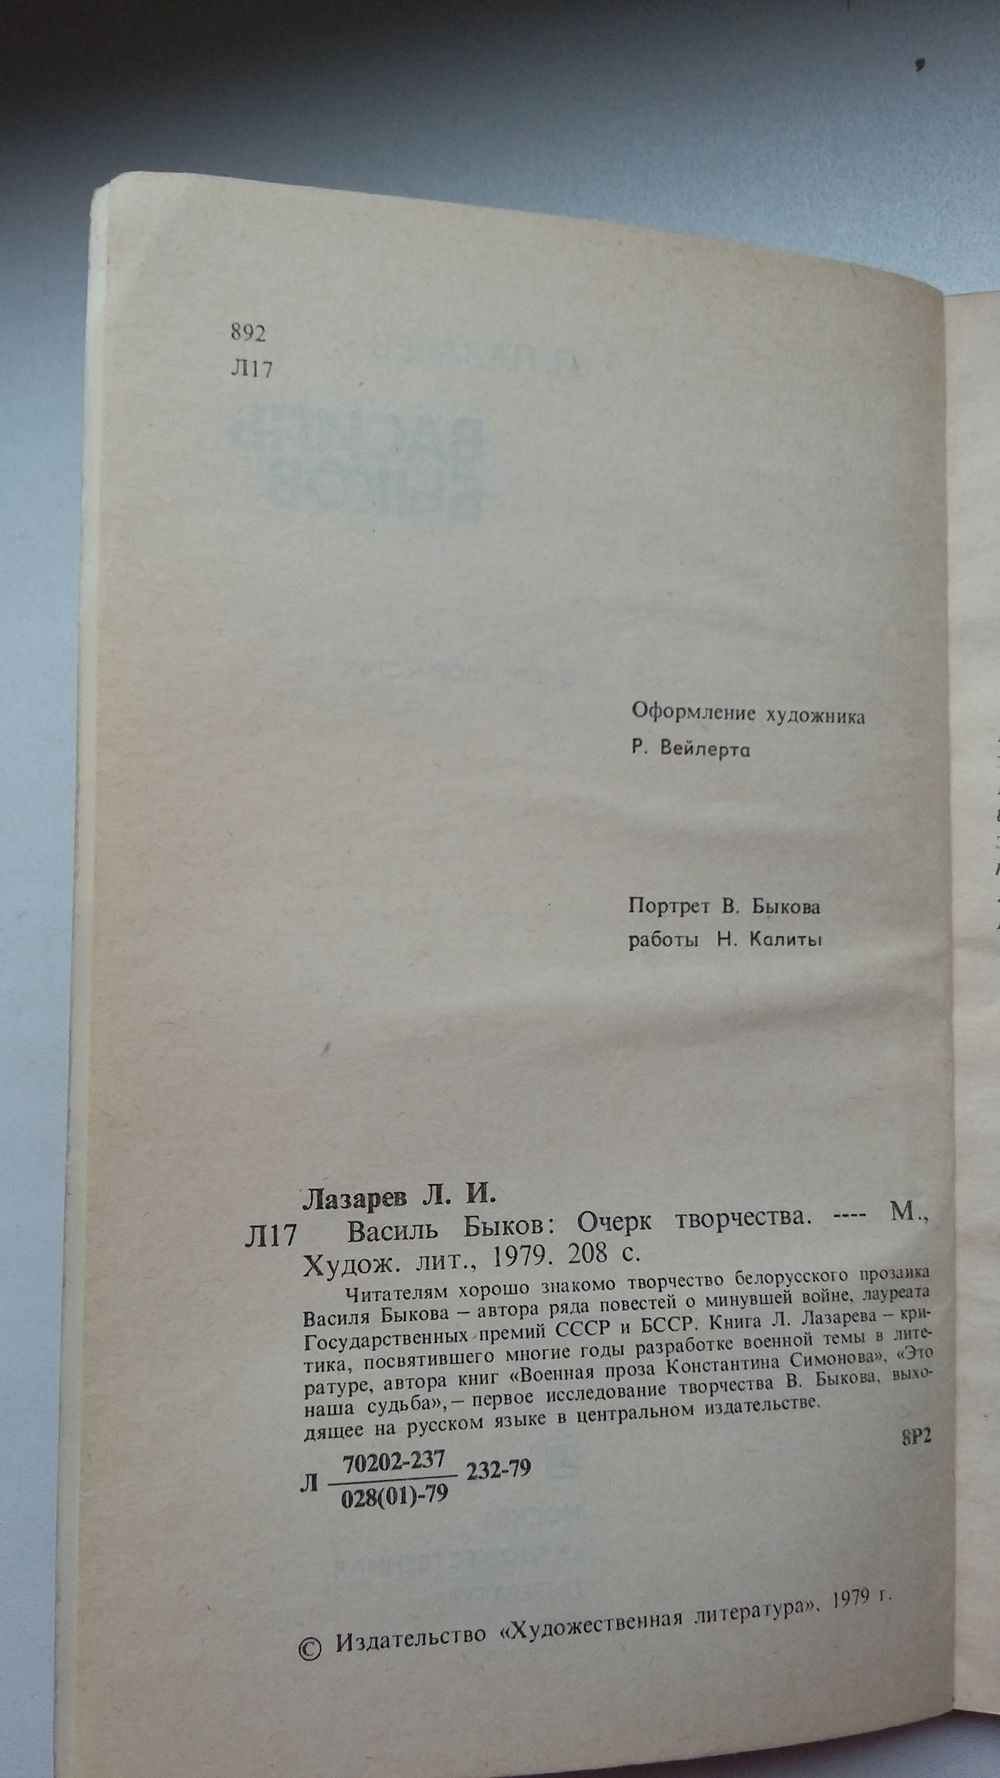 892
Л17
Оформление художника
Р. Вейлерта
Портрет В. Быкова
работы Н. Калиты
Лазарев Л. И.
Л17 Василь Быков: Очерк творчества. ---- М.,
Худож. лит., 1979. 208 с.
Читателям хорошо знакомо творчество белорусского прозаика
Василя Быкова — автора ряда повестей о минувшей войне, лауреата
Государственных премий СССР и БССР. Книга Л. Лазарева — кри-
тика, посвятившего многие годы разработке военной темы в лите-
ратуре, автора книг «Военная проза Константина Симонова», «Это
наша судьба», — первое исследование творчества В. Быкова, выхо-
дящее на русском языке в центральном издательстве.
8Р2
Л 70202-237
028(01)-79 232-79
© Издательство «Художественная литература», 1979 г.